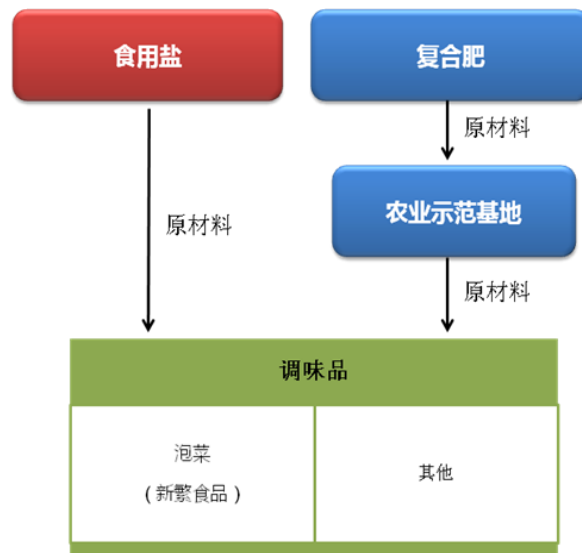 食用盐
复合肥
原材料
农业示范基地
原材料
原材料
调味品
泡菜
（新繁食品）
其他